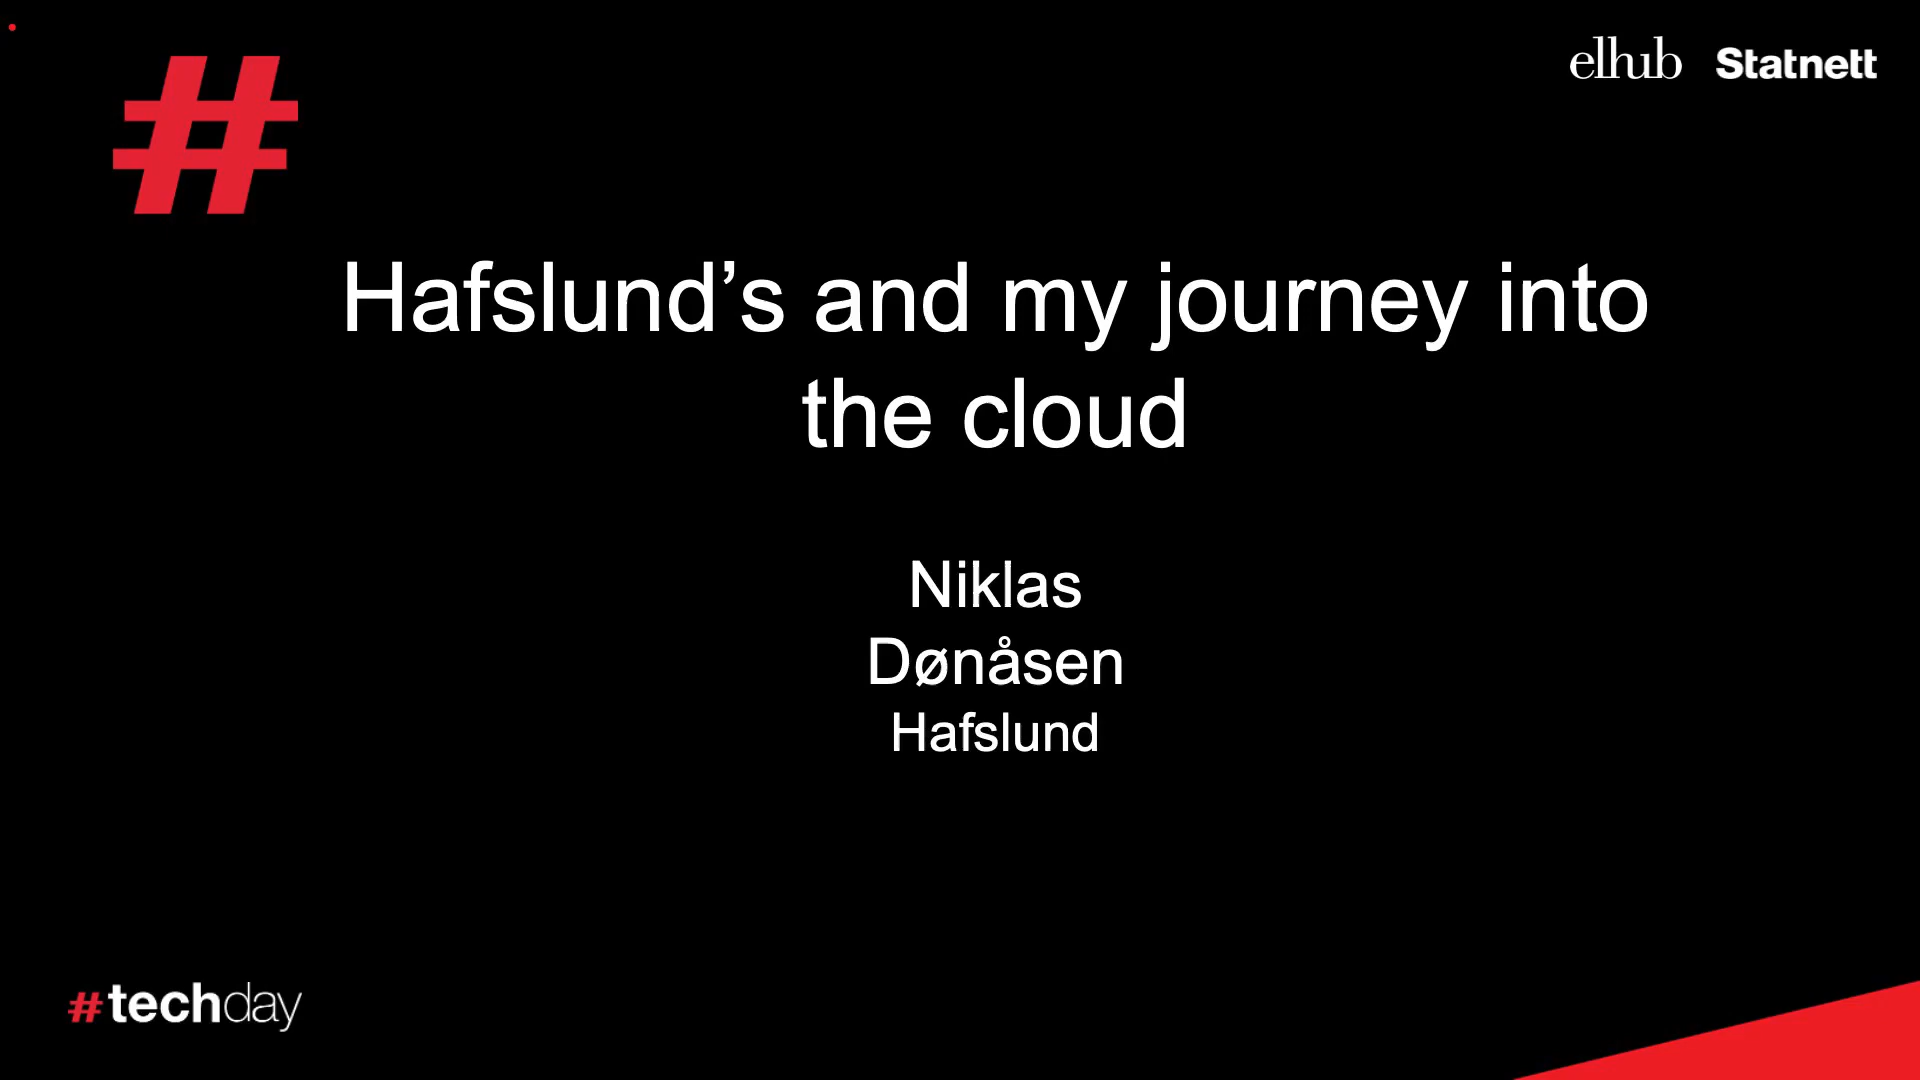 elhub Statnett
#
Hafslund’s and my journey into
the cloud
Niklas
Dønåsen
Hafslund
#techday